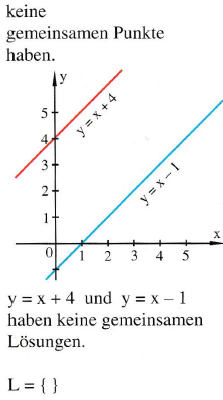 keine
gemeinsamen Punkte
haben.
y
y = x + 4
5
4
3
2
1
y = x – 1
x
0 1 2 3 4 5
y = x + 4 und y = x – 1
haben keine gemeinsamen
Lösungen.
L = { }